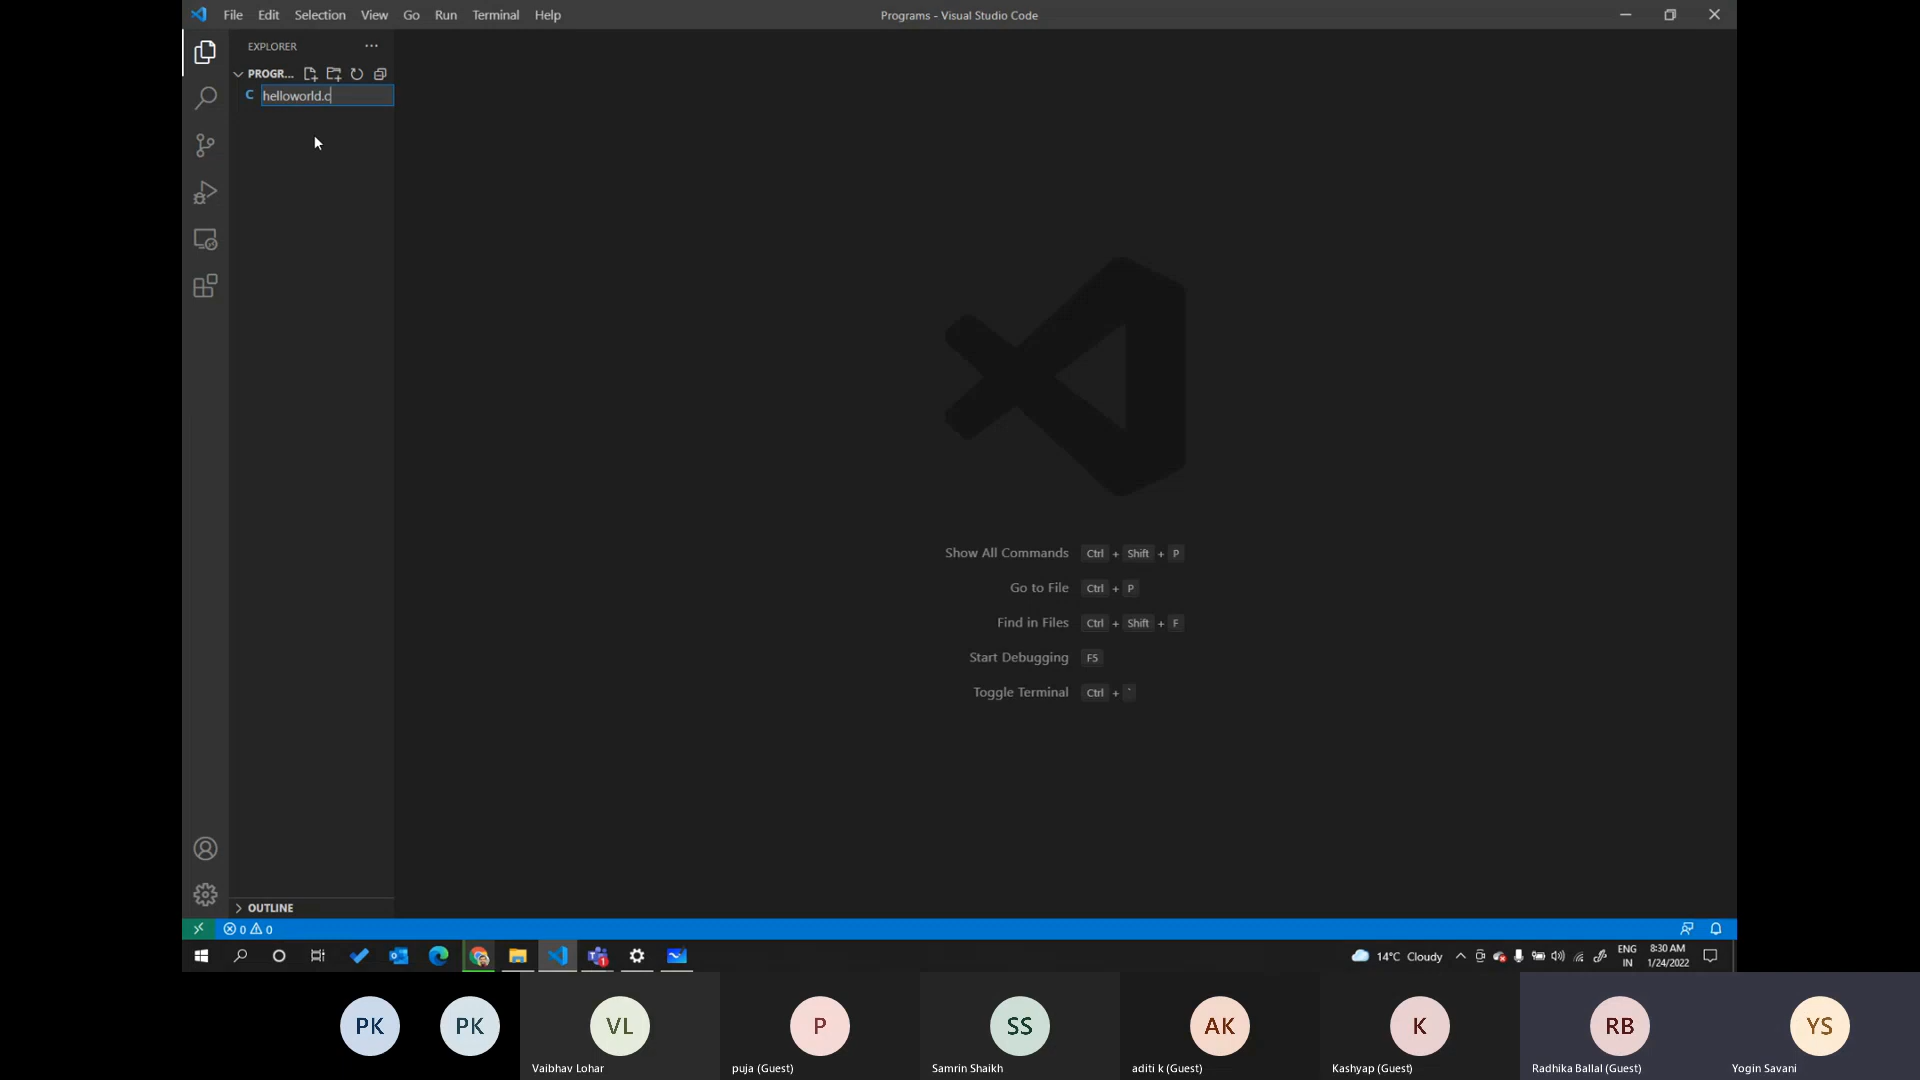 File Edit Selection View Go Run Terminal Help
Programs - Visual Studio Code
EXPLORER
PROGR...
C helloworld.c
Show All Commands Ctrl + Shift + P
Go to File Ctrl + P
Find in Files Ctrl + Shift + F
Start Debugging F5
Toggle Terminal Ctrl + `
OUTLINE
0 0
14°C Cloudy
ENG
IN
8:30 AM
1/24/2022
PK
PK
VL
P
SS
AK
K
RB
YS
Vaibhav Lohar
puja (Guest)
Samrin Shaikh
aditi k (Guest)
Kashyap (Guest)
Radhika Ballal (Guest)
Yogin Savani